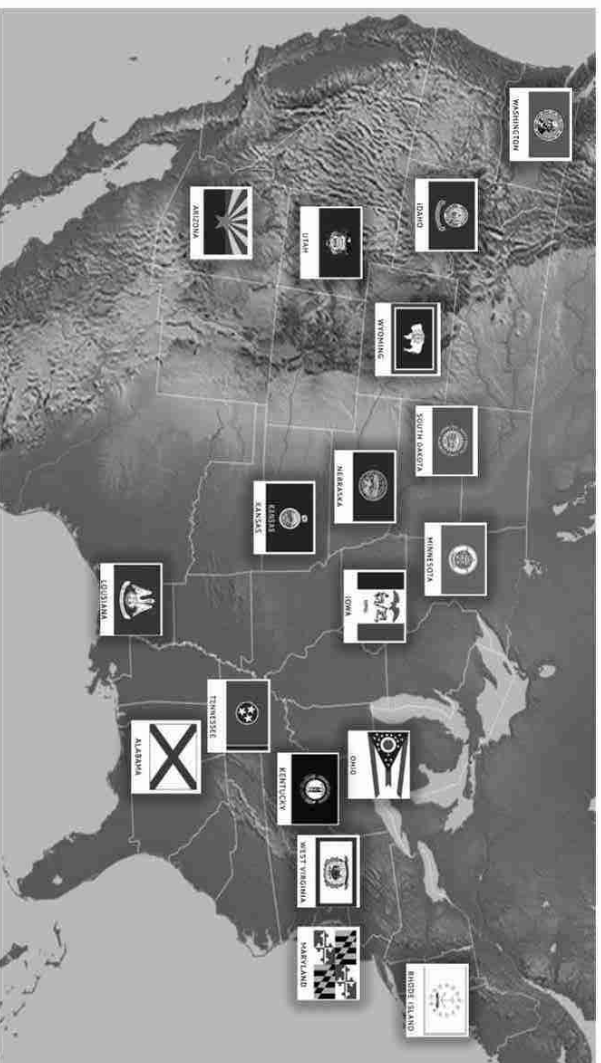 WASHINGTON
IDAHO
UTAH
ARIZONA
WYOMING
SOUTH DAKOTA
NEBRASKA
KANSAS
KANSAS
MINNESOTA
IOWA
LOUISIANA
TENNESSEE
ALABAMA
OHIO
KENTUCKY
WEST VIRGINIA
MARYLAND
RHODE ISLAND